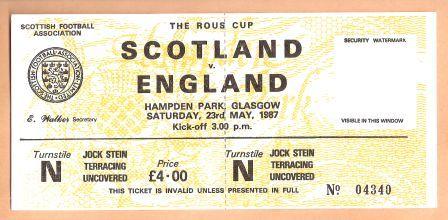 SCOTTISH FOOTBALL
ASSOCIATION
THE ROUS CUP
SCOTLAND
v.
ENGLAND
SECURITY WATERMARK
HAMPDEN PARK, GLASGOW
SATURDAY, 23rd MAY, 1987
Kick-off 3.00 p.m.
E. Walker Secretary
VISIBLE IN THIS WINDOW
Turnstile
N
JOCK STEIN
TERRACING
UNCOVERED
Price
£4·00
Turnstile
N
JOCK STEIN
TERRACING
UNCOVERED
THIS TICKET IS INVALID UNLESS PRESENTED IN FULL
Nº 04340